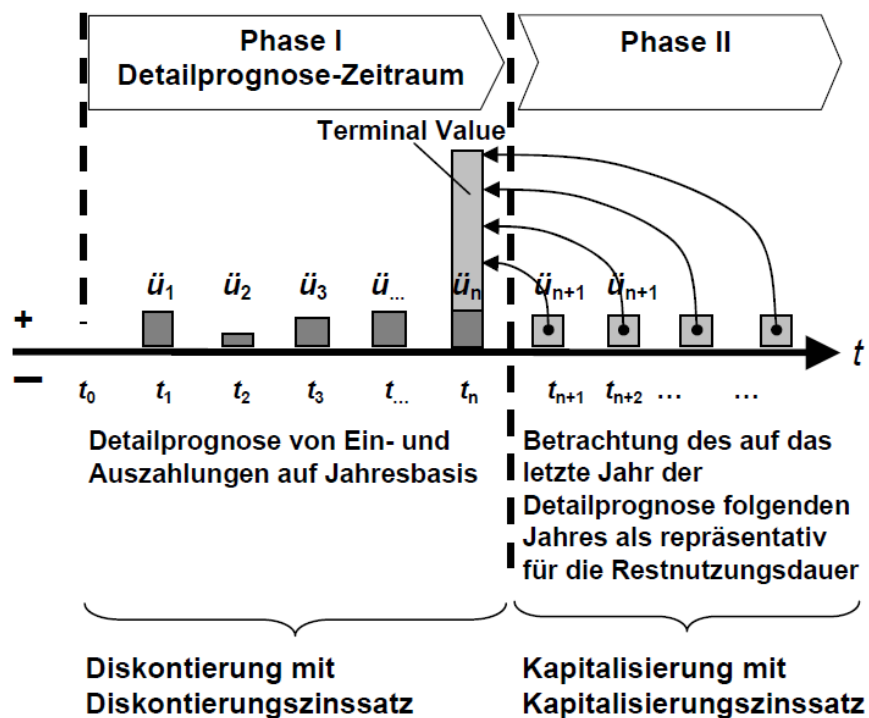 Phase I
Detailprognose-Zeitraum
Phase II
Terminal Value
ü1 ü2 ü3 ü... ün ün+1 ün+1
+
– t
t0 t1 t2 t3 t... tn tn+1 tn+2 ... ...
Detailprognose von Ein- und
Auszahlungen auf Jahresbasis
Betrachtung des auf das
letzte Jahr der
Detailprognose folgenden
Jahres als repräsentativ
für die Restnutzungsdauer
Diskontierung mit
Diskontierungszinssatz
Kapitalisierung mit
Kapitalisierungszinssatz